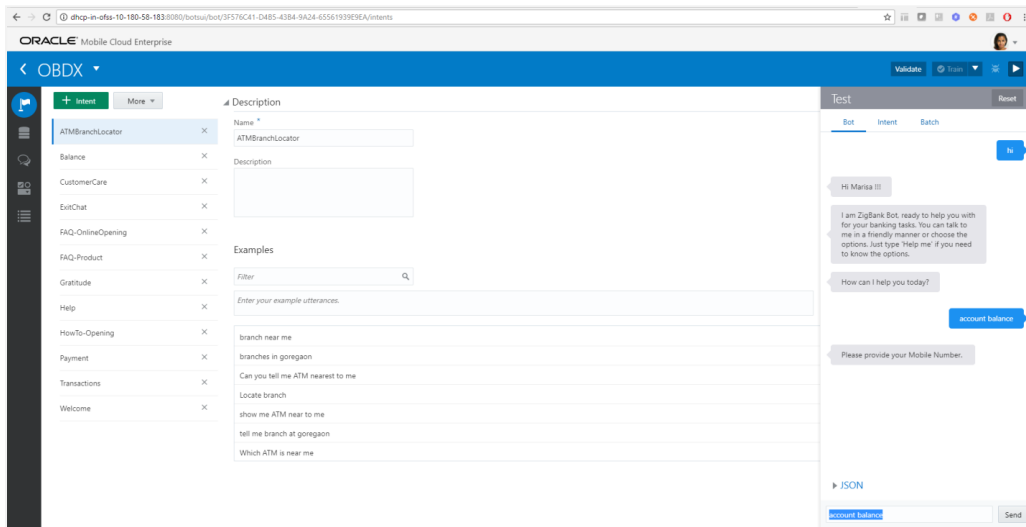 dhcp-in-ofss-10-180-58-183:8080/botsui/bot/3F576C41-D4B5-43B4-9A24-65561939E9EA/intents
ORACLE Mobile Cloud Enterprise
OBDX
Validate
Train
+ Intent
More
ATMBranchLocator
Balance
CustomerCare
ExitChat
FAQ-OnlineOpening
FAQ-Product
Gratitude
Help
HowTo-Opening
Payment
Transactions
Welcome
Description
Name *
ATMBranchLocator
Description
Examples
Filter
Enter your example utterances.
branch near me
branches in goregaon
Can you tell me ATM nearest to me
Locate branch
show me ATM near to me
tell me branch at goregaon
Which ATM is near me
Test
Reset
Bot Intent Batch
hi
Hi Marisa !!!
I am ZigBank Bot, ready to help you with
for your banking tasks. You can talk to
me in a friendly manner or choose the
options. Just type 'Help me' if you need
to know the options.
How can I help you today?
account balance
Please provide your Mobile Number.
JSON
account balance
Send